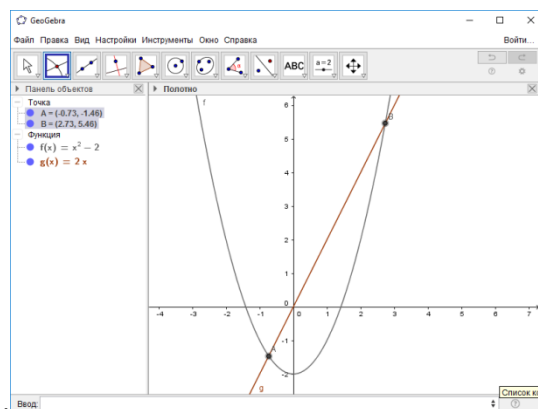 GeoGebra
Файл Правка Вид Настройки Инструменты Окно Справка Войти...
ABC a = 2
Панель объектов
Полотно
Точка
A = (-0.73, -1.46)
B = (2.73, 5.46)
Функция
f(x) = x² − 2
g(x) = 2 x
f
B
A
g
6
5
4
3
2
1
0
-1
-2
-4 -3 -2 -1 0 1 2 3 4 5 6 7
Список ко
Ввод: